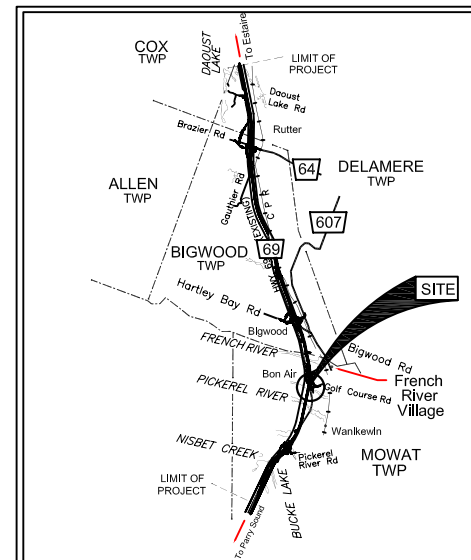 COX
TWP
DAOUST
LAKE
To Estaire
LIMIT OF
PROJECT
Daoust
Lake Rd
Brazier Rd
Rutter
64
DELAMERE
TWP
ALLEN
TWP
Gauthier Rd
C P R
607
(EXISTING)
HWY 69
69
BIGWOOD
TWP
SITE
Hartley Bay Rd
BIgwood
FRENCH RIVER
Bigwood Rd
Bon Air
Golf Course Rd
French
River
Village
PICKEREL RIVER
WanIkewIn
NISBET CREEK
Pickerel
River Rd
MOWAT
TWP
BUCKE LAKE
LIMIT OF
PROJECT
To Parry Sound